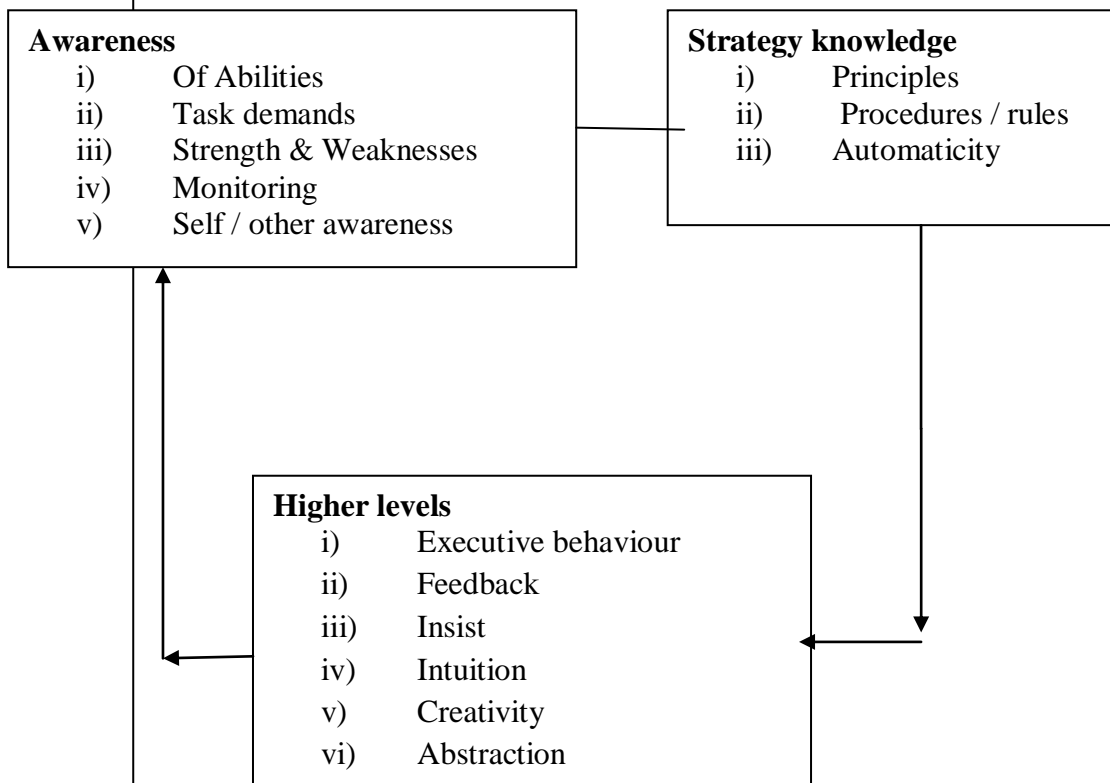 Awareness
i) Of Abilities
ii) Task demands
iii) Strength & Weaknesses
iv) Monitoring
v) Self / other awareness
Strategy knowledge
i) Principles
ii) Procedures / rules
iii) Automaticity
Higher levels
i) Executive behaviour
ii) Feedback
iii) Insist
iv) Intuition
v) Creativity
vi) Abstraction